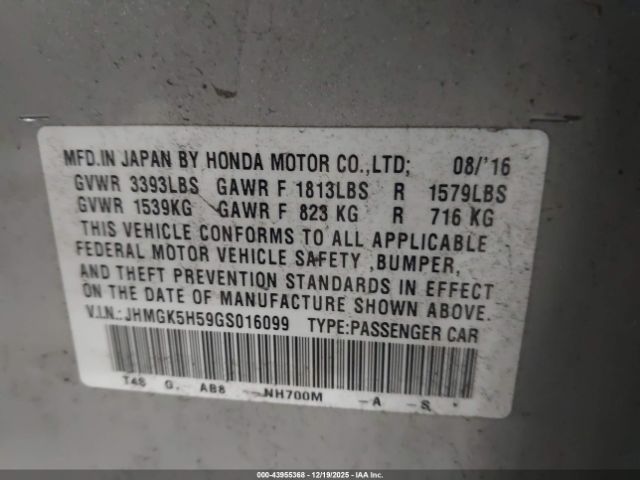 MFD.IN JAPAN BY HONDA MOTOR CO.,LTD; 08/'16
GVWR 3393LBS GAWR F 1813LBS R 1579LBS
GVWR 1539KG GAWR F 823 KG R 716 KG
THIS VEHICLE CONFORMS TO ALL APPLICABLE
FEDERAL MOTOR VEHICLE SAFETY ,BUMPER,
AND THEFT PREVENTION STANDARDS IN EFFECT
ON THE DATE OF MANUFACTURE SHOWN ABOVE.
V.I.N.: JHMGK5H59GS016099 TYPE:PASSENGER CAR
T4S G. AB8 -NH700M -A -S
000-43955368 - 12/19/2025 - IAA Inc.